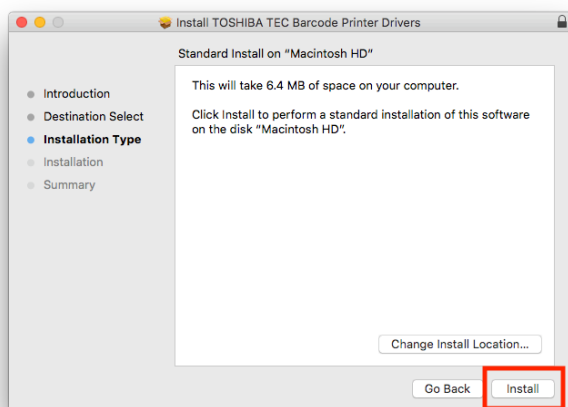 Install TOSHIBA TEC Barcode Printer Drivers
Standard Install on “Macintosh HD”
Introduction
Destination Select
Installation Type
Installation
Summary
This will take 6.4 MB of space on your computer.
Click Install to perform a standard installation of this software
on the disk “Macintosh HD”.
Change Install Location...
Go Back
Install